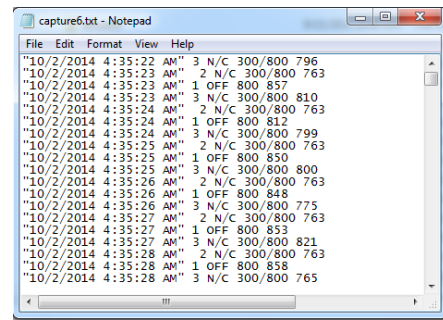 capture6.txt - Notepad
File Edit Format View Help
"10/2/2014 4:35:22 AM" 3 N/C 300/800 796
"10/2/2014 4:35:23 AM"  2 N/C 300/800 763
"10/2/2014 4:35:23 AM" 1 OFF 800 857
"10/2/2014 4:35:23 AM" 3 N/C 300/800 810
"10/2/2014 4:35:24 AM"  2 N/C 300/800 763
"10/2/2014 4:35:24 AM" 1 OFF 800 812
"10/2/2014 4:35:24 AM" 3 N/C 300/800 799
"10/2/2014 4:35:25 AM"  2 N/C 300/800 763
"10/2/2014 4:35:25 AM" 1 OFF 800 850
"10/2/2014 4:35:25 AM" 3 N/C 300/800 800
"10/2/2014 4:35:26 AM"  2 N/C 300/800 763
"10/2/2014 4:35:26 AM" 1 OFF 800 848
"10/2/2014 4:35:26 AM" 3 N/C 300/800 775
"10/2/2014 4:35:27 AM"  2 N/C 300/800 763
"10/2/2014 4:35:27 AM" 1 OFF 800 853
"10/2/2014 4:35:27 AM" 3 N/C 300/800 821
"10/2/2014 4:35:28 AM"  2 N/C 300/800 763
"10/2/2014 4:35:28 AM" 1 OFF 800 858
"10/2/2014 4:35:28 AM" 3 N/C 300/800 765